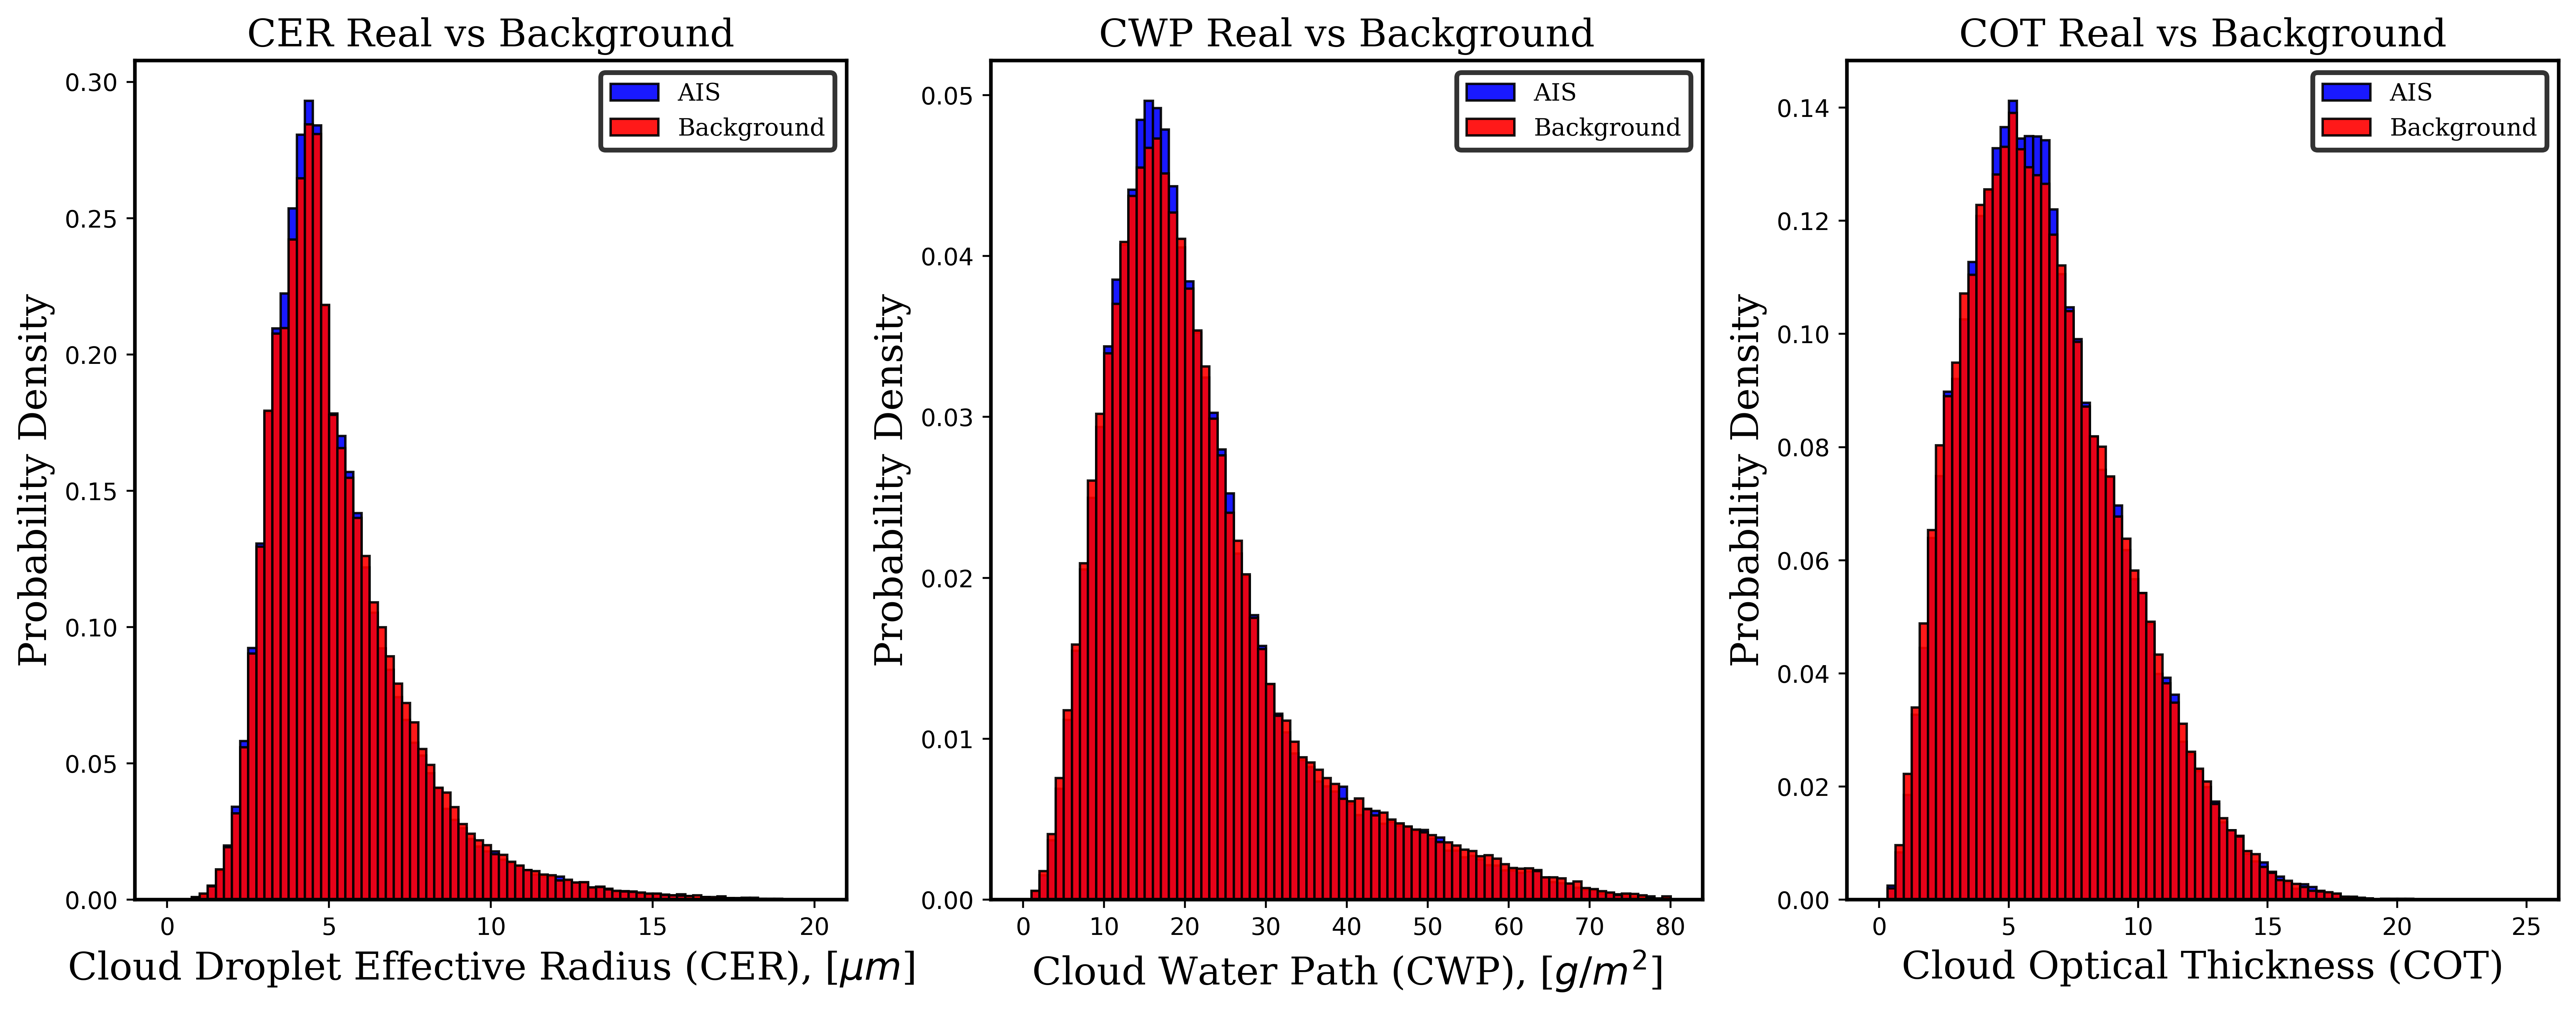 CER Real vs Background
0.30
0.25
0.20
0.15
0.10
0.05
0.00
Probability Density
AIS
Background
0 5 10 15 20
Cloud Droplet Effective Radius (CER), [μm]
CWP Real vs Background
0.05
0.04
0.03
0.02
0.01
0.00
Probability Density
AIS
Background
0 10 20 30 40 50 60 70 80
Cloud Water Path (CWP), [g/m²]
COT Real vs Background
0.14
0.12
0.10
0.08
0.06
0.04
0.02
0.00
Probability Density
AIS
Background
0 5 10 15 20 25
Cloud Optical Thickness (COT)